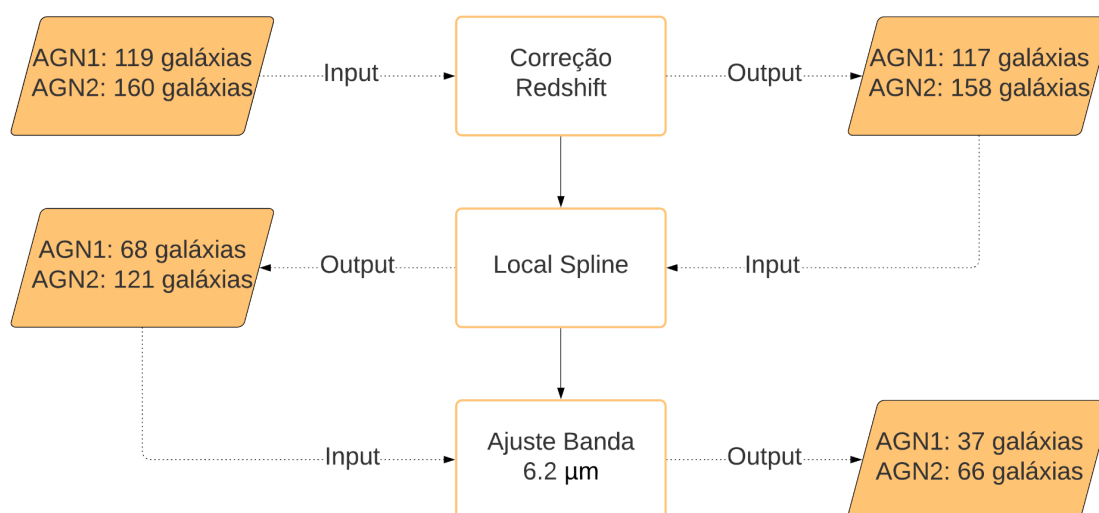 AGN1: 119 galáxias
AGN2: 160 galáxias
Input
Correção
Redshift
Output
AGN1: 117 galáxias
AGN2: 158 galáxias
AGN1: 68 galáxias
AGN2: 121 galáxias
Output
Local Spline
Input
Input
Ajuste Banda
6.2 µm
Output
AGN1: 37 galáxias
AGN2: 66 galáxias